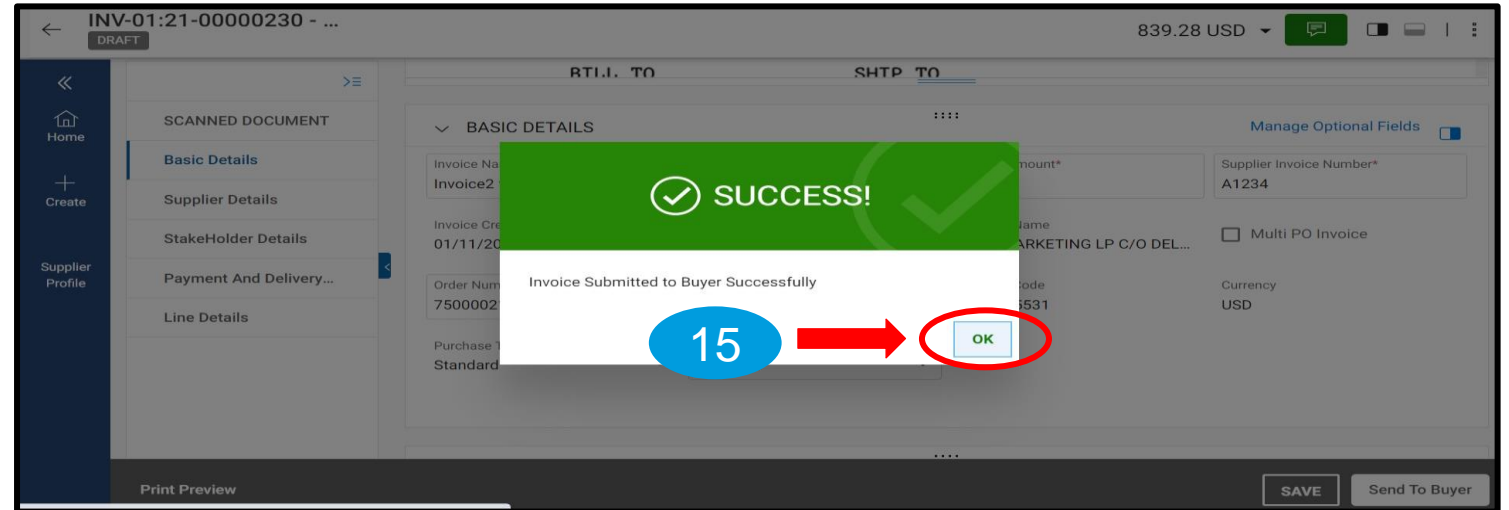 INV-01:21-00000230 - ...
DRAFT
839.28 USD
Home
Create
Supplier
Profile
SCANNED DOCUMENT
Basic Details
Supplier Details
StakeHolder Details
Payment And Delivery...
Line Details
BILL TO SHIP TO
BASIC DETAILS
Manage Optional Fields
Invoice Na
Invoice2
mount*
Supplier Invoice Number*
A1234
Invoice Cre
01/11/20
Name
ARKETING LP C/O DEL...
Multi PO Invoice
Order Num
7500002
Code
5531
Currency
USD
Purchase T
Standard
SUCCESS!
Invoice Submitted to Buyer Successfully
15
OK
Print Preview
SAVE
Send To Buyer